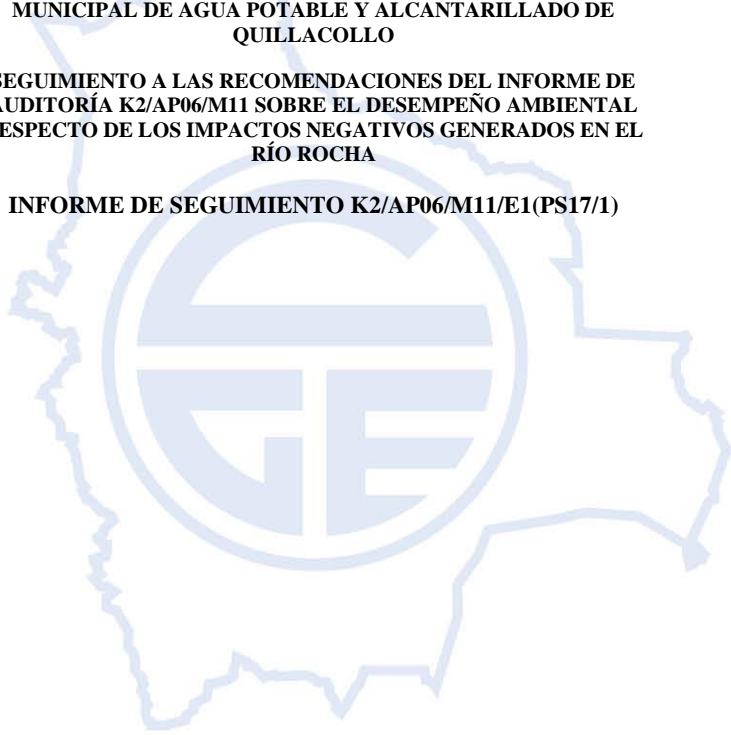 MUNICIPAL DE AGUA POTABLE Y ALCANTARILLADO DE
QUILLACOLLO
SEGUIMIENTO A LAS RECOMENDACIONES DEL INFORME DE
AUDITORÍA K2/AP06/M11 SOBRE EL DESEMPEÑO AMBIENTAL
RESPECTO DE LOS IMPACTOS NEGATIVOS GENERADOS EN EL
RÍO ROCHA
INFORME DE SEGUIMIENTO K2/AP06/M11/E1(PS17/1)
CGE